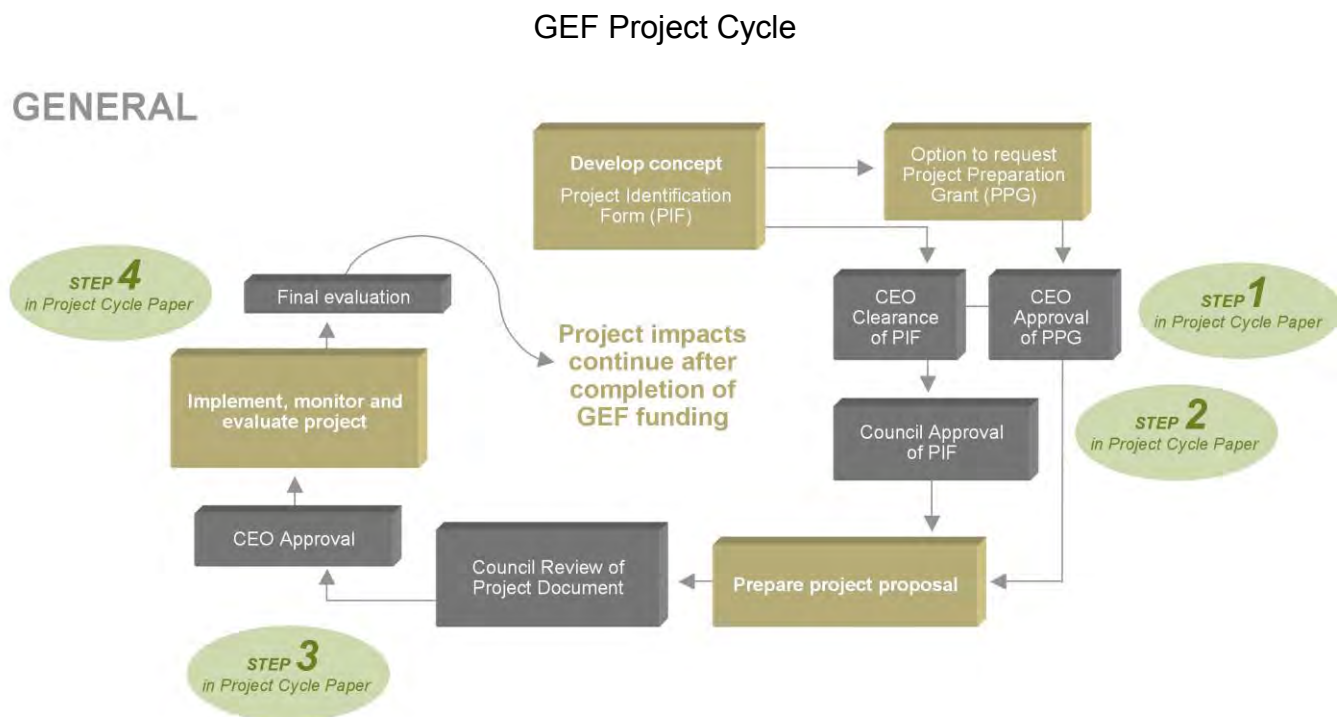 GEF Project Cycle
GENERAL
Develop concept
Project Identification
Form (PIF)
Option to request
Project Preparation
Grant (PPG)
CEO
Clearance
of PIF
CEO
Approval
of PPG
STEP 1
in Project Cycle Paper
Council Approval
of PIF
STEP 2
in Project Cycle Paper
Prepare project proposal
Council Review of
Project Document
STEP 3
in Project Cycle Paper
CEO Approval
Implement, monitor and
evaluate project
STEP 4
in Project Cycle Paper
Final evaluation
Project impacts
continue after
completion of
GEF funding